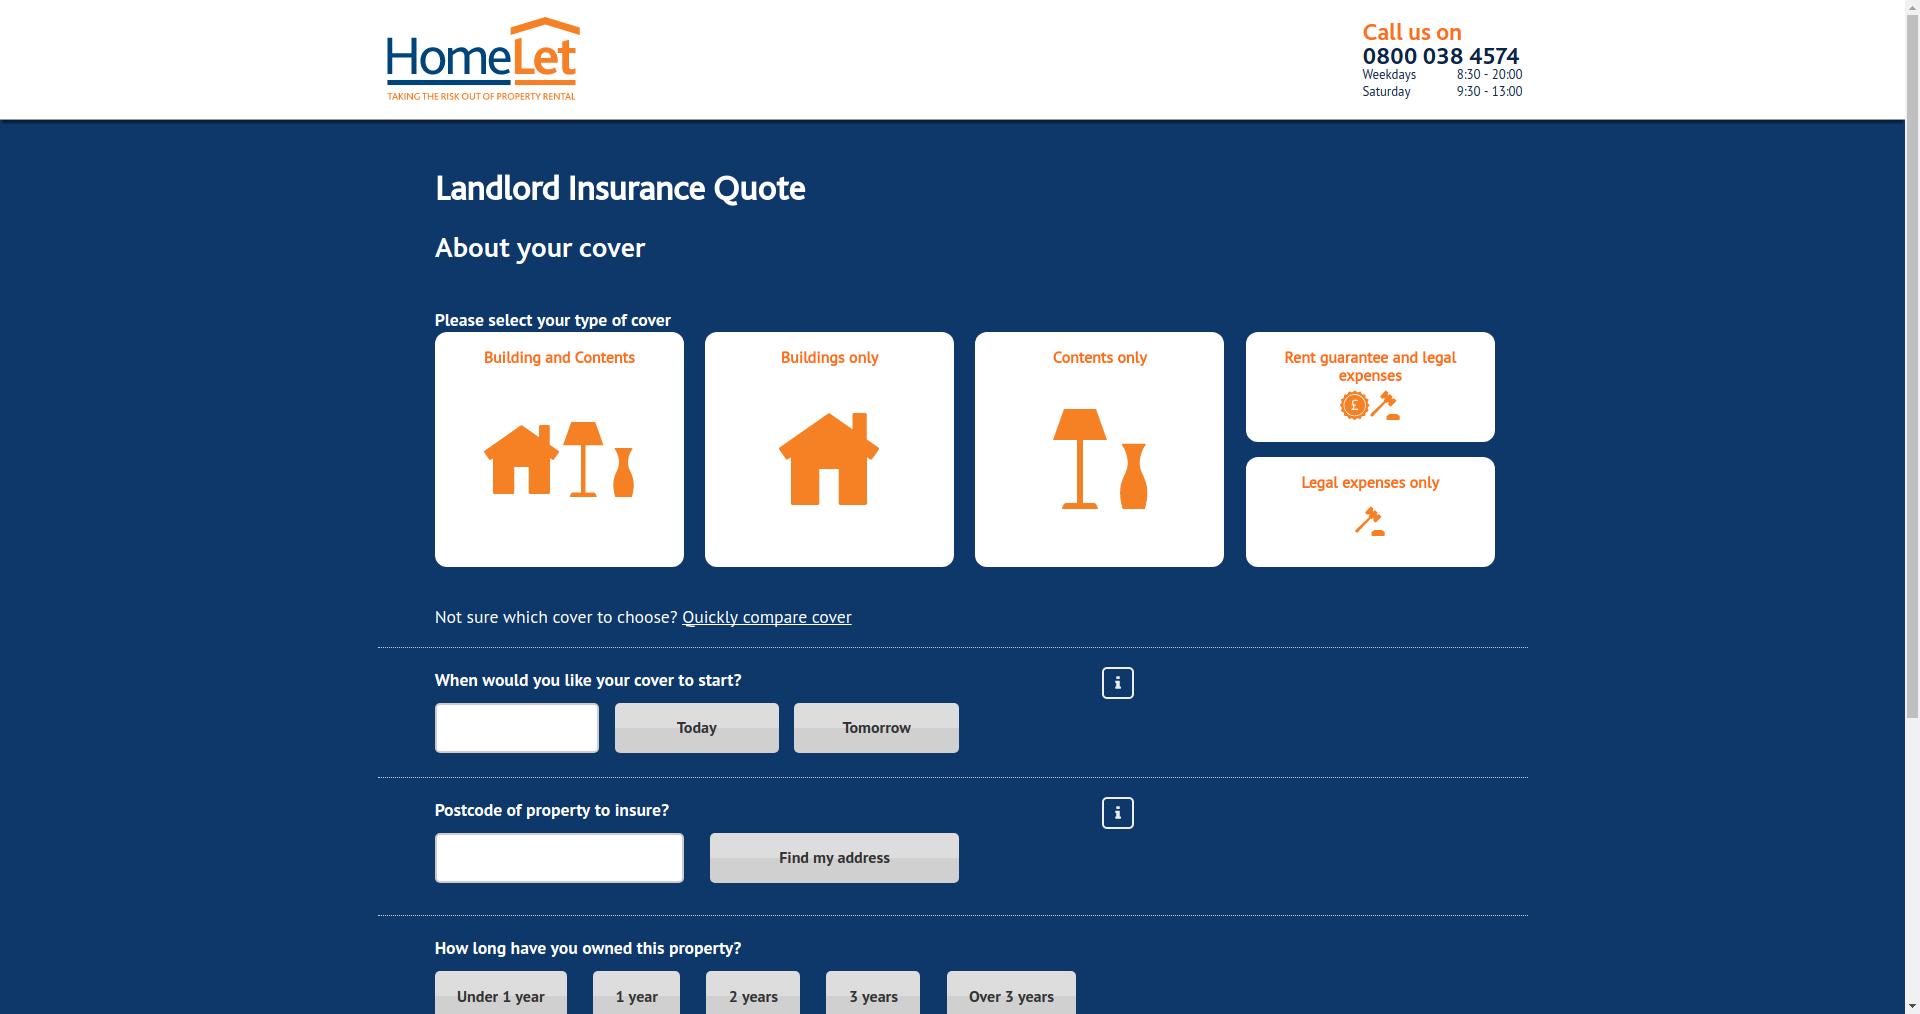 HomeLet
TAKING THE RISK OUT OF PROPERTY RENTAL
Call us on
0800 038 4574
Weekdays 8:30 - 20:00
Saturday 9:30 - 13:00
Landlord Insurance Quote
About your cover
Please select your type of cover
Building and Contents
Buildings only
Contents only
Rent guarantee and legal
expenses
£
Legal expenses only
Not sure which cover to choose? Quickly compare cover
When would you like your cover to start?
i
Today
Tomorrow
Postcode of property to insure?
i
Find my address
How long have you owned this property?
Under 1 year
1 year
2 years
3 years
Over 3 years